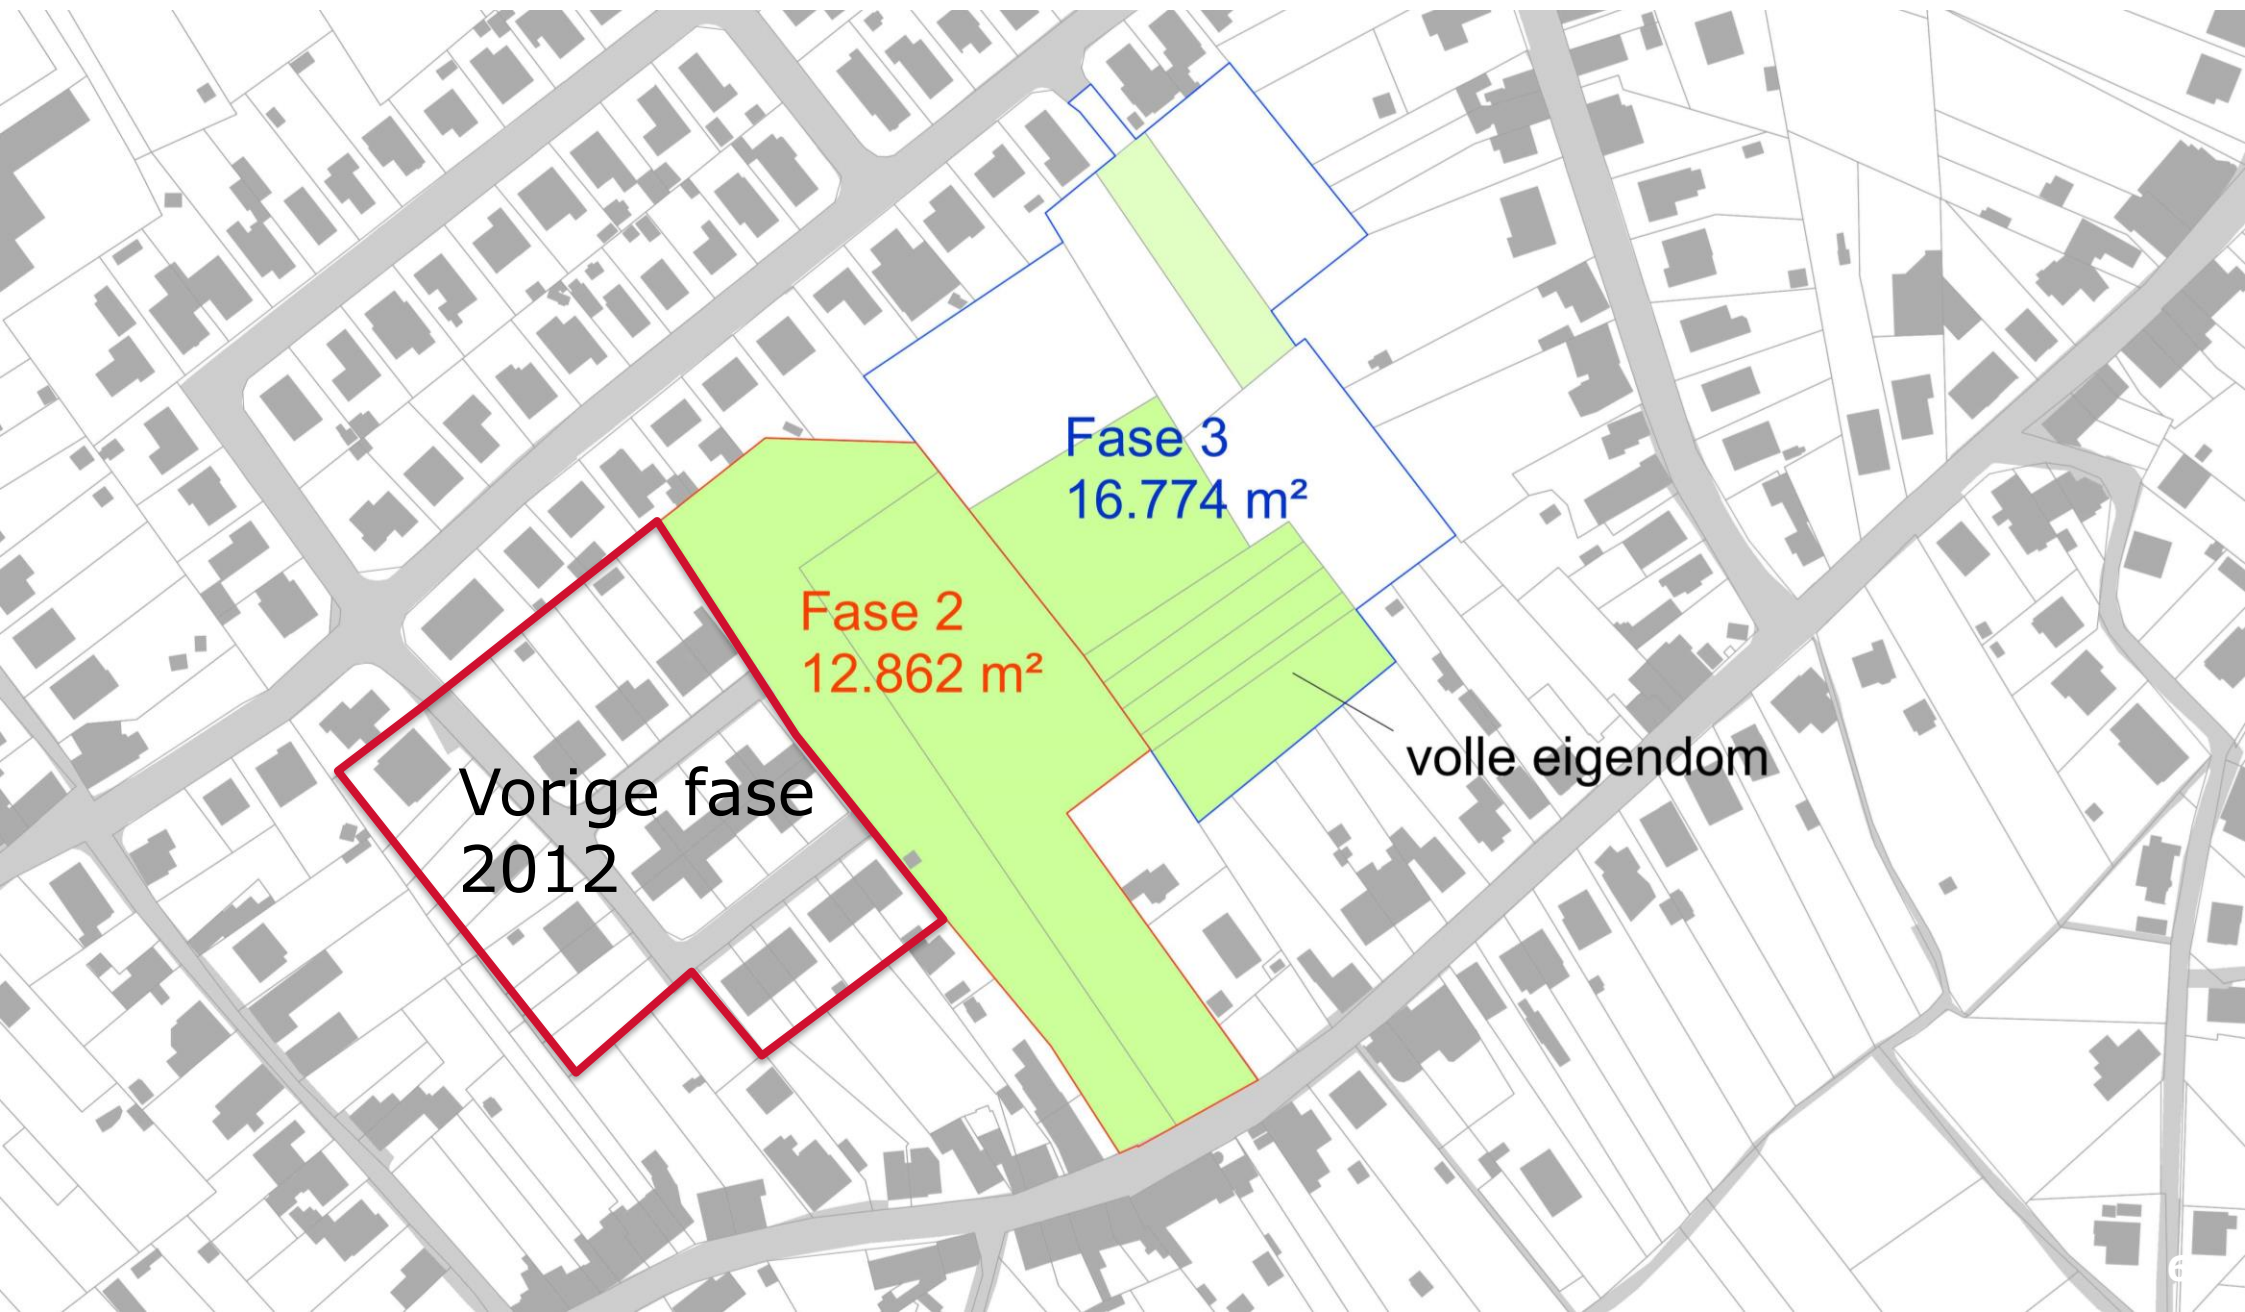 Fase 3
16.774 m²
Fase 2
12.862 m²
volle eigendom
Vorige fase
2012